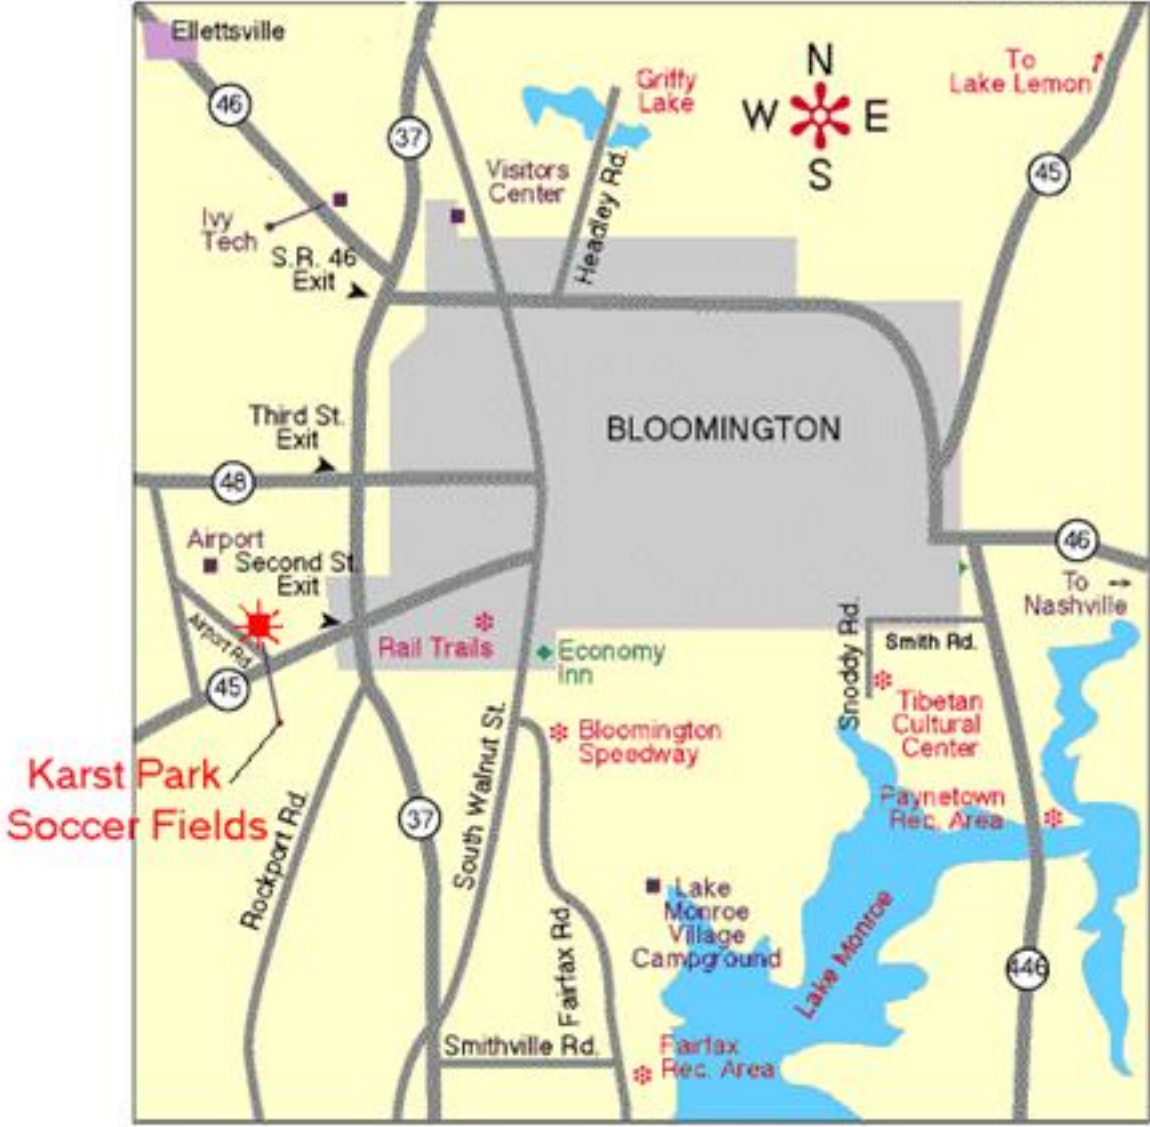 Ellettsville
To
Lake Lemon
N
W E
S
Griffy
Lake
46
37
45
Visitors
Center
Headley Rd.
Ivy
Tech
S.R. 46
Exit
Third St.
Exit
BLOOMINGTON
48
Airport
Second St.
Exit
46
To
Nashville
Airport Rd.
Rail Trails
Economy
Inn
Snoddy Rd.
Smith Rd.
45
Tibetan
Cultural
Center
Bloomington
Speedway
South Walnut St.
Karst Park
Soccer Fields
Paynetown
Rec. Area
37
Rockport Rd.
Lake
Monroe
Village
Campground
Lake Monroe
Fairfax Rd
446
Smithville Rd.
Fairfax
Rec. Area